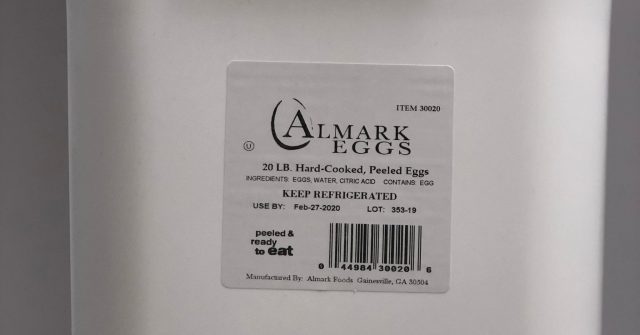 ITEM 30020
ALMARK
EGGS
U
20 LB. Hard-Cooked, Peeled Eggs
INGREDIENTS: EGGS, WATER, CITRIC ACID CONTAINS: EGG
KEEP REFRIGERATED
USE BY: Feb-27-2020 LOT: 353-19
peeled &
ready
to eat
0 44984 30020 6
Manufactured By: Almark Foods Gainesville, GA 30504